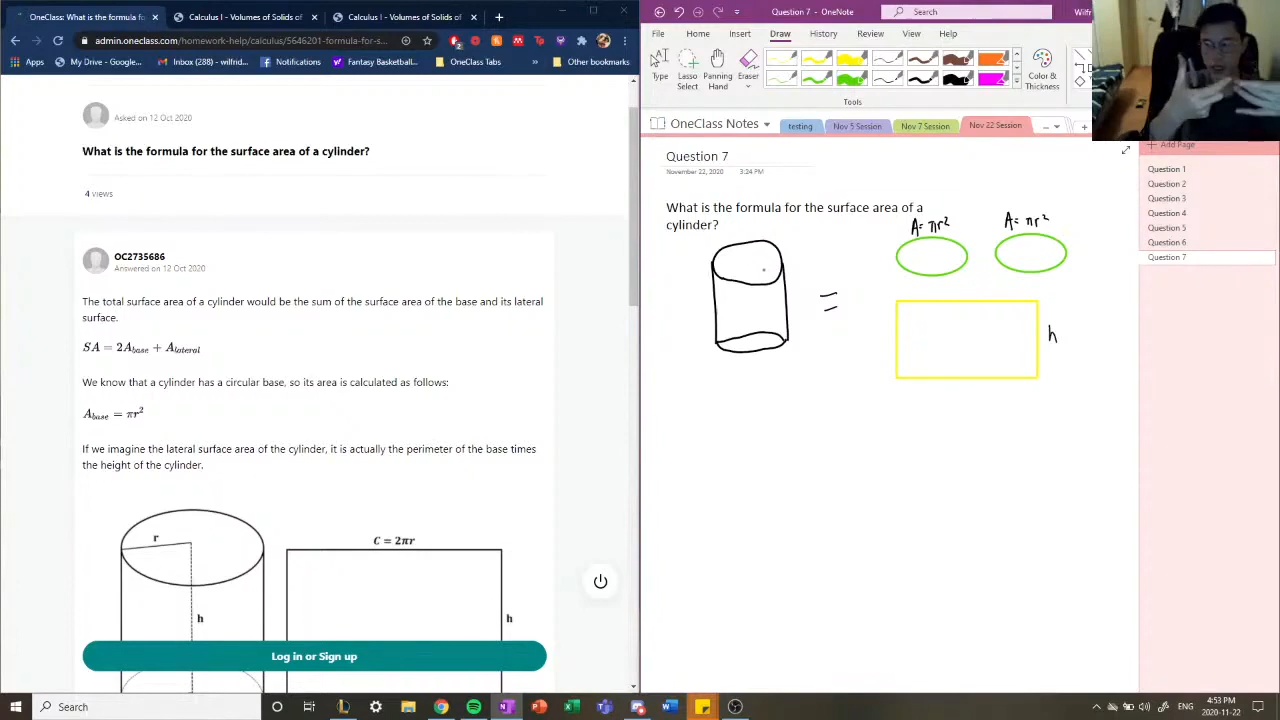 OneClass: What is the formula fo
Calculus I - Volumes of Solids of
Calculus I - Volumes of Solids of
admin.oneclass.com/homework-help/calculus/5646201-formula-for-s...
Apps
My Drive - Google
Inbox (288) - wilfrid
Fantasy Basketball
OneClass Tabs
Other bookmarks
Asked on 12 Oct 2020
What is the formula for the surface area of a cylinder?
4 views
OC2735686
Answered on 12 Oct 2020
The total surface area of a cylinder would be the sum of the surface area of the base and its lateral
surface.
SA = 2A_base + A_lateral
We know that a cylinder has a circular base, so its area is calculated as follows:
A_base = πr²
If we imagine the lateral surface area of the cylinder, it is actually the perimeter of the base times
the height of the cylinder.
r
C = 2πr
h
h
Log in or Sign up
Question 7 - OneNote
Search
Wilfr
File
Home
Insert
Draw
History
Review
View
Help
Type
Lasso
Select
Panning
Hand
Eraser
Color &
Thickness
Tools
OneClass Notes
testing
Nov 5 Session
Nov 7 Session
Nov 22 Session
Add Page
Question 1
Question 2
Question 3
Question 4
Question 5
Question 6
Question 7
Question 7
November 22, 2020
3:24 PM
What is the formula for the surface area of a
cylinder?
A= πr²
A= πr²
=
h
Search
ENG
4:53 PM
2020-11-22